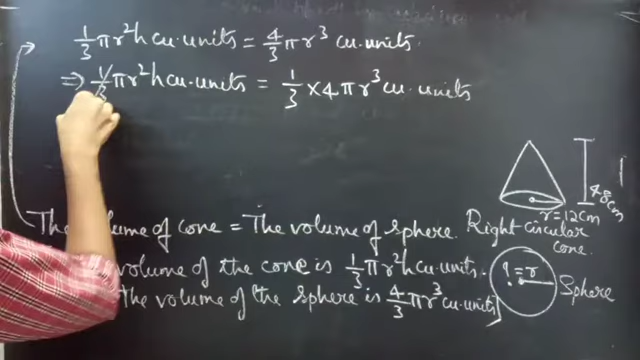 1/3 πr²h cu.units = 4/3 πr³ cu.units.
⇒ 1/3 πr²h cu.units = 1/3 × 4πr³ cu.units
48cm
r=12cm
The volume of cone = The volume of sphere.
Right circular cone.
volume of the cone is 1/3 πr²h cu.units.
The volume of the sphere is 4/3 πr³ cu.units
?=r
Sphere